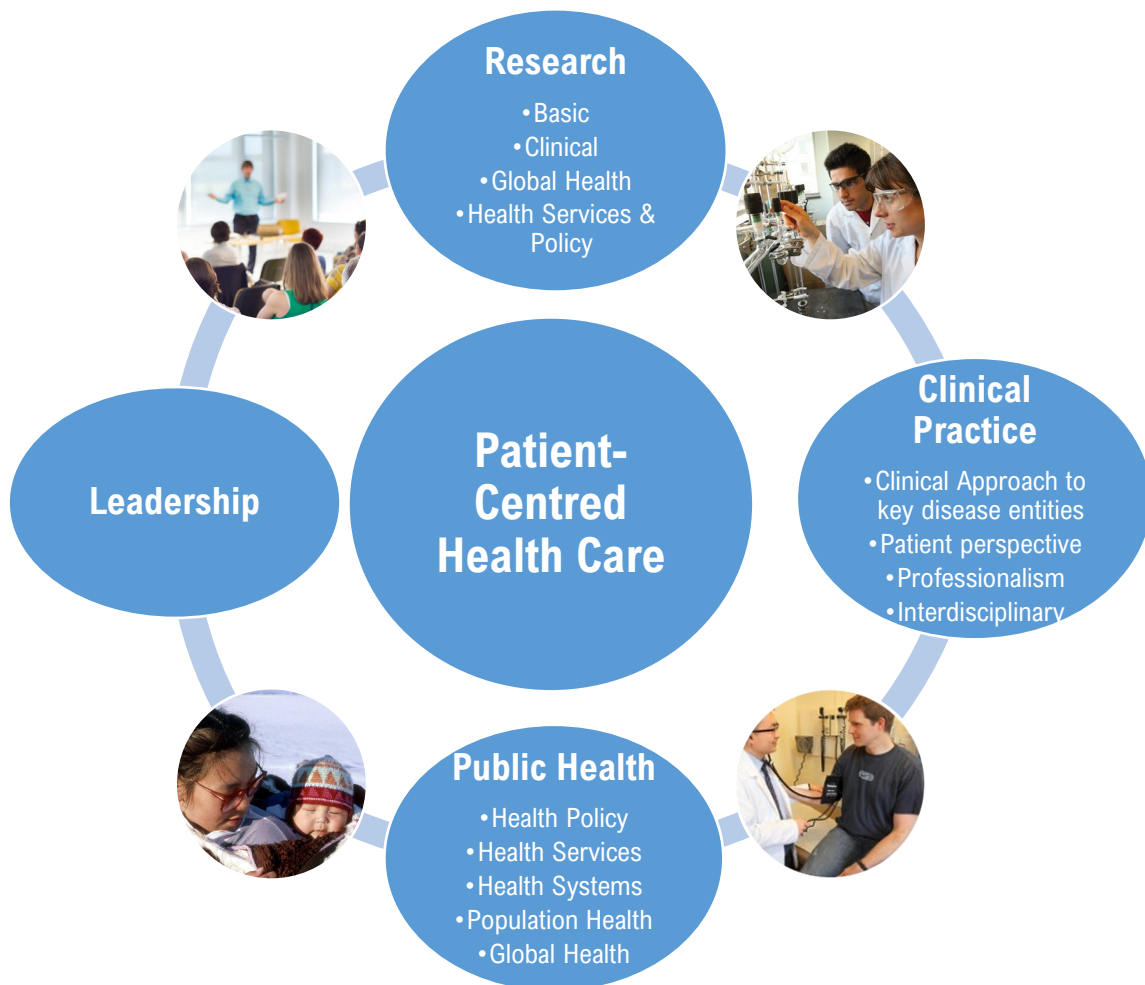 Research
•Basic
•Clinical
•Global Health
•Health Services &
Policy
Clinical
Practice
•Clinical Approach to
key disease entities
•Patient perspective
•Professionalism
•Interdisciplinary
Patient-
Centred
Health Care
Leadership
Public Health
•Health Policy
•Health Services
•Health Systems
•Population Health
•Global Health